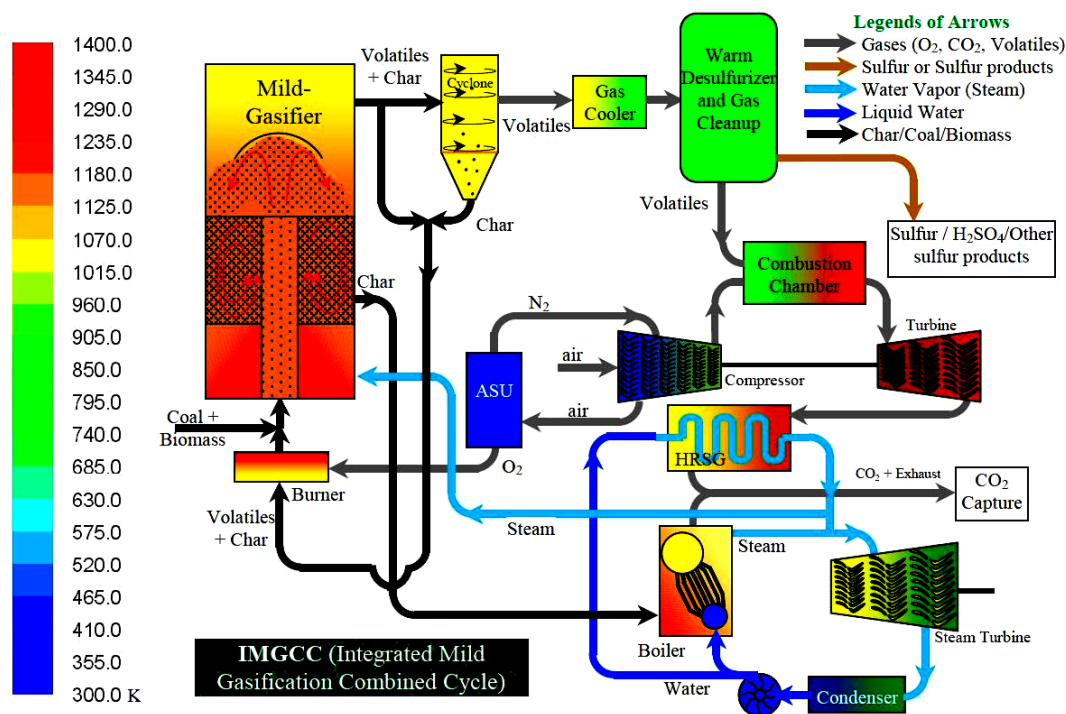 1400.0
1345.0
1290.0
1235.0
1180.0
1125.0
1070.0
1015.0
960.0
905.0
850.0
795.0
740.0
685.0
630.0
575.0
520.0
465.0
410.0
355.0
300.0 K
Mild-
Gasifier
Volatiles
+ Char
Cyclone
Volatiles
Gas
Cooler
Warm
Desulfurizer
and Gas
Cleanup
Legends of Arrows
Gases (O₂, CO₂, Volatiles)
Sulfur or Sulfur products
Water Vapor (Steam)
Liquid Water
Char/Coal/Biomass
Char
Volatiles
Sulfur / H₂SO₄/Other
sulfur products
Char
Combustion
Chamber
N₂
air
ASU
air
Compressor
Turbine
Coal +
Biomass
O₂
Burner
HRSG
CO₂ + Exhaust
CO₂
Capture
Volatiles
+ Char
Steam
Steam
Steam Turbine
Boiler
Water
Condenser
IMGCC (Integrated Mild
Gasification Combined Cycle)